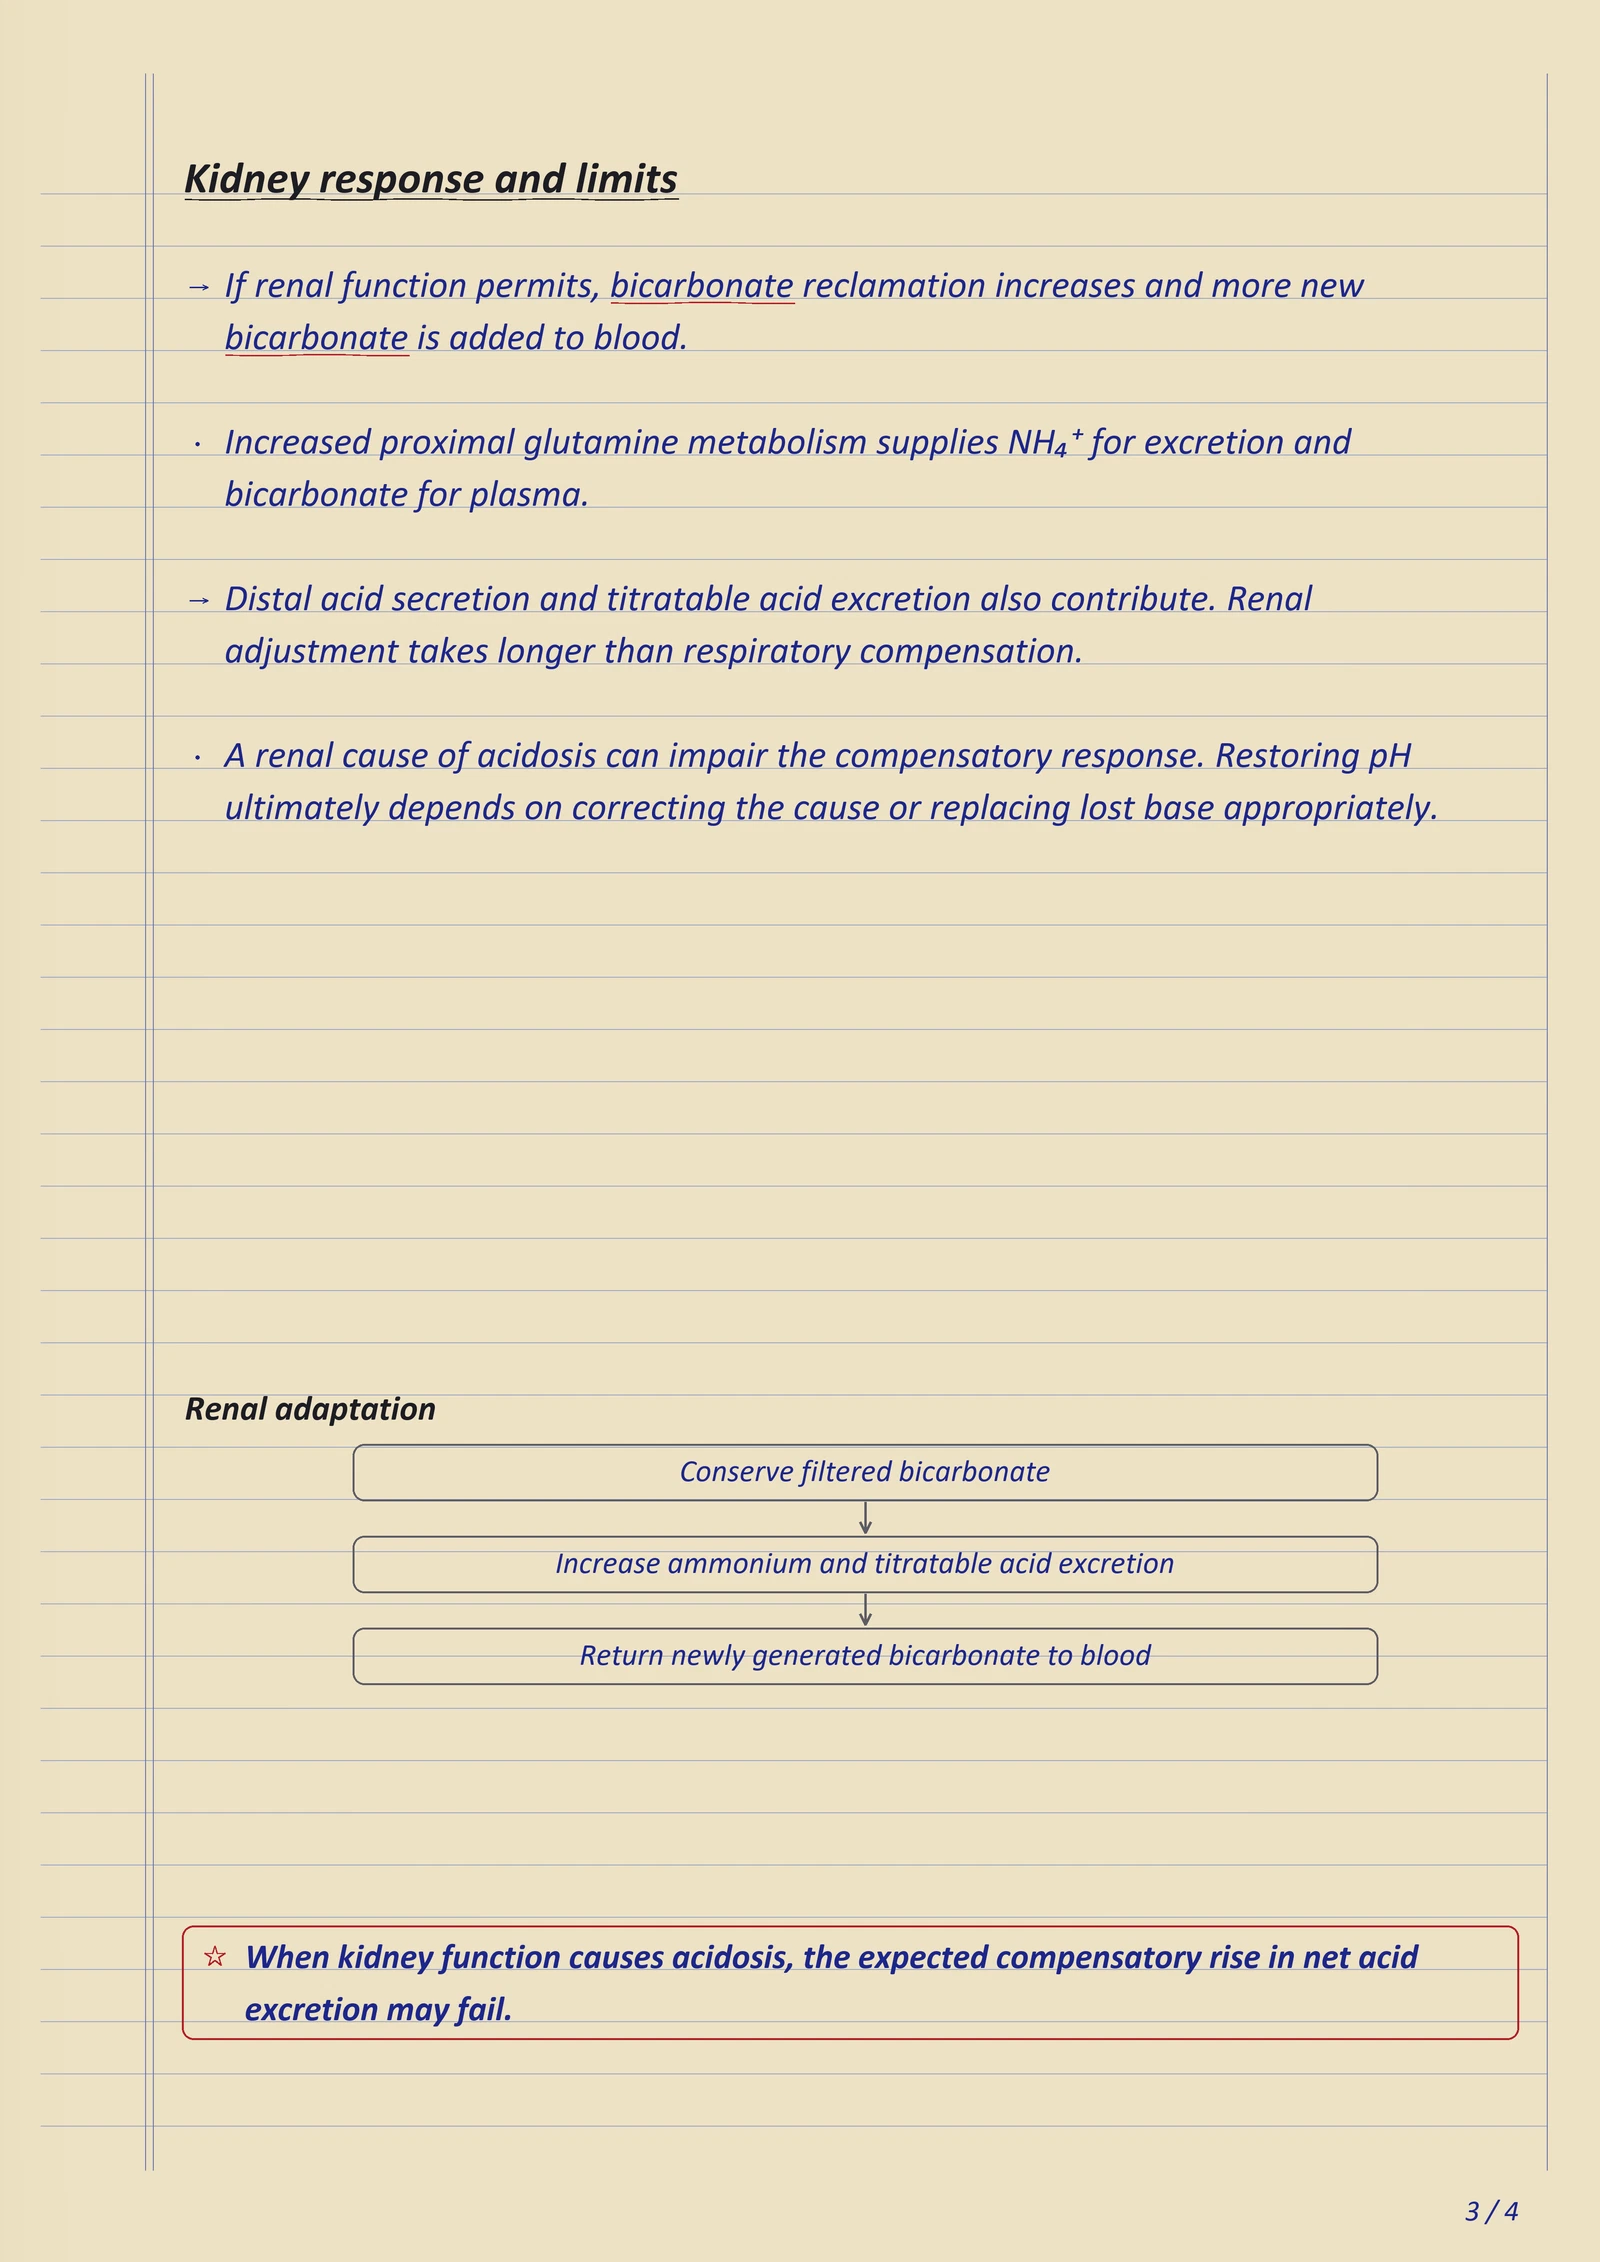 Kidney response and limits
→ If renal function permits, bicarbonate reclamation increases and more new
bicarbonate is added to blood.
· Increased proximal glutamine metabolism supplies NH₄⁺ for excretion and
bicarbonate for plasma.
→ Distal acid secretion and titratable acid excretion also contribute. Renal
adjustment takes longer than respiratory compensation.
· A renal cause of acidosis can impair the compensatory response. Restoring pH
ultimately depends on correcting the cause or replacing lost base appropriately.
Renal adaptation
Conserve filtered bicarbonate
Increase ammonium and titratable acid excretion
Return newly generated bicarbonate to blood
☆ When kidney function causes acidosis, the expected compensatory rise in net acid
excretion may fail.
3 / 4